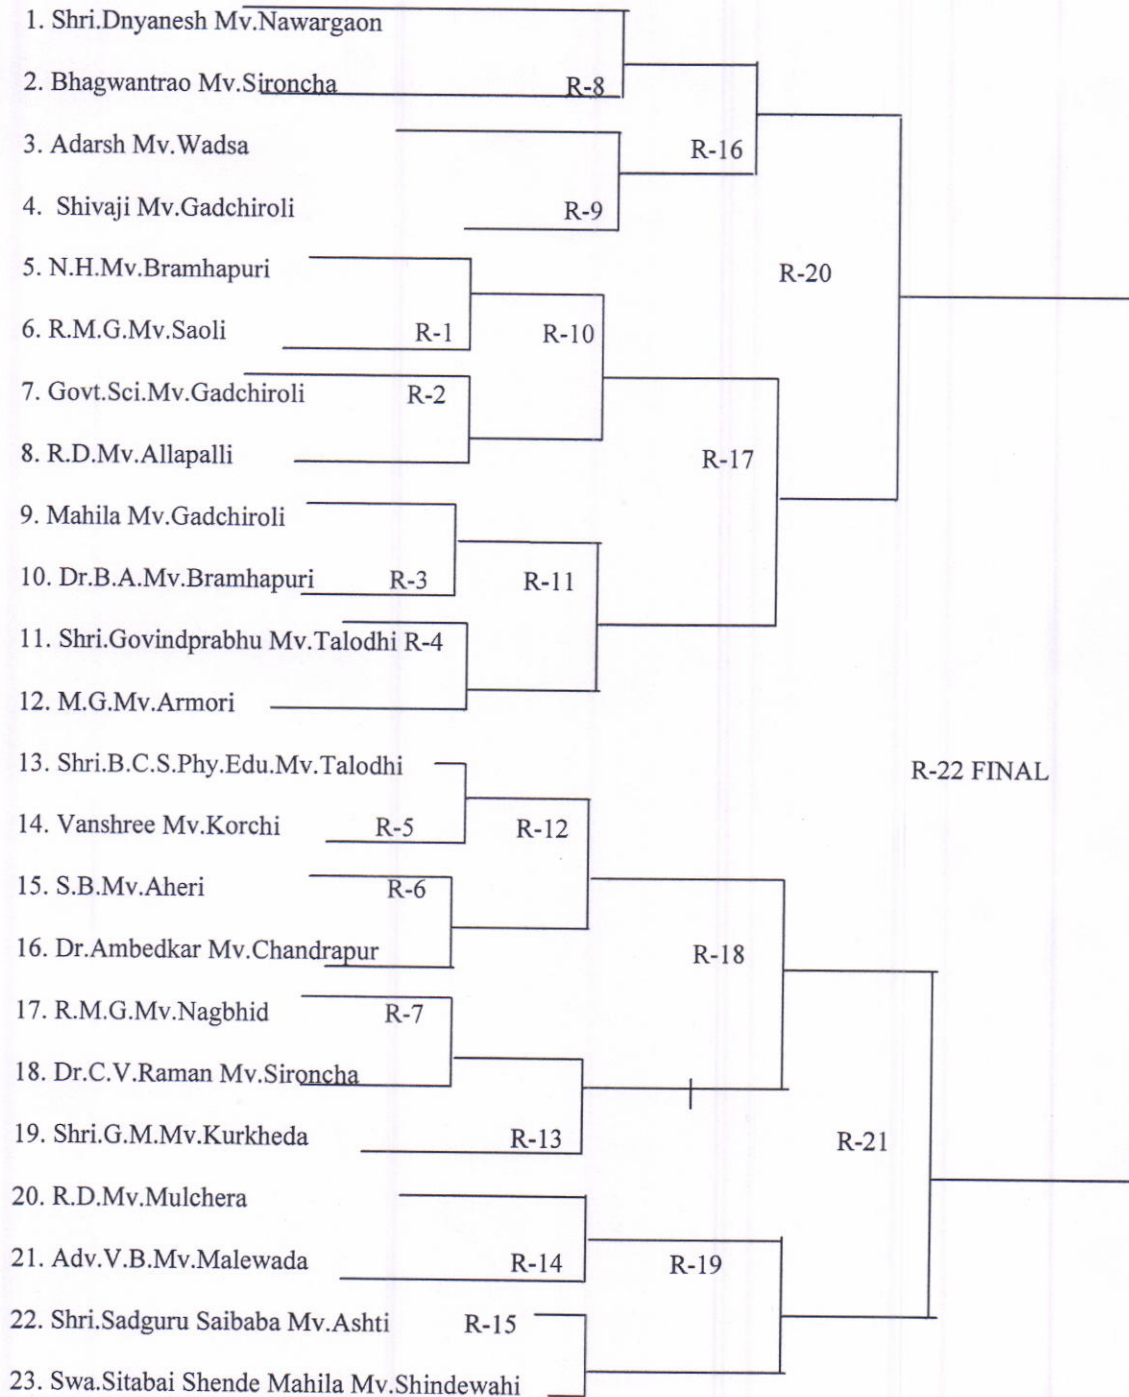 1. Shri.Dnyanesh Mv.Nawargaon
2. Bhagwantrao Mv.Sironcha R-8
3. Adarsh Mv.Wadsa R-16
4. Shivaji Mv.Gadchiroli R-9
5. N.H.Mv.Bramhapuri R-20
6. R.M.G.Mv.Saoli R-1 R-10
7. Govt.Sci.Mv.Gadchiroli R-2
8. R.D.Mv.Allapalli R-17
9. Mahila Mv.Gadchiroli
10. Dr.B.A.Mv.Bramhapuri R-3 R-11
11. Shri.Govindprabhu Mv.Talodhi R-4
12. M.G.Mv.Armori
13. Shri.B.C.S.Phy.Edu.Mv.Talodhi R-22 FINAL
14. Vanshree Mv.Korchi R-5 R-12
15. S.B.Mv.Aheri R-6
16. Dr.Ambedkar Mv.Chandrapur R-18
17. R.M.G.Mv.Nagbhid R-7
18. Dr.C.V.Raman Mv.Sironcha
19. Shri.G.M.Mv.Kurkheda R-13 R-21
20. R.D.Mv.Mulchera
21. Adv.V.B.Mv.Malewada R-14 R-19
22. Shri.Sadguru Saibaba Mv.Ashti R-15
23. Swa.Sitabai Shende Mahila Mv.Shindewahi